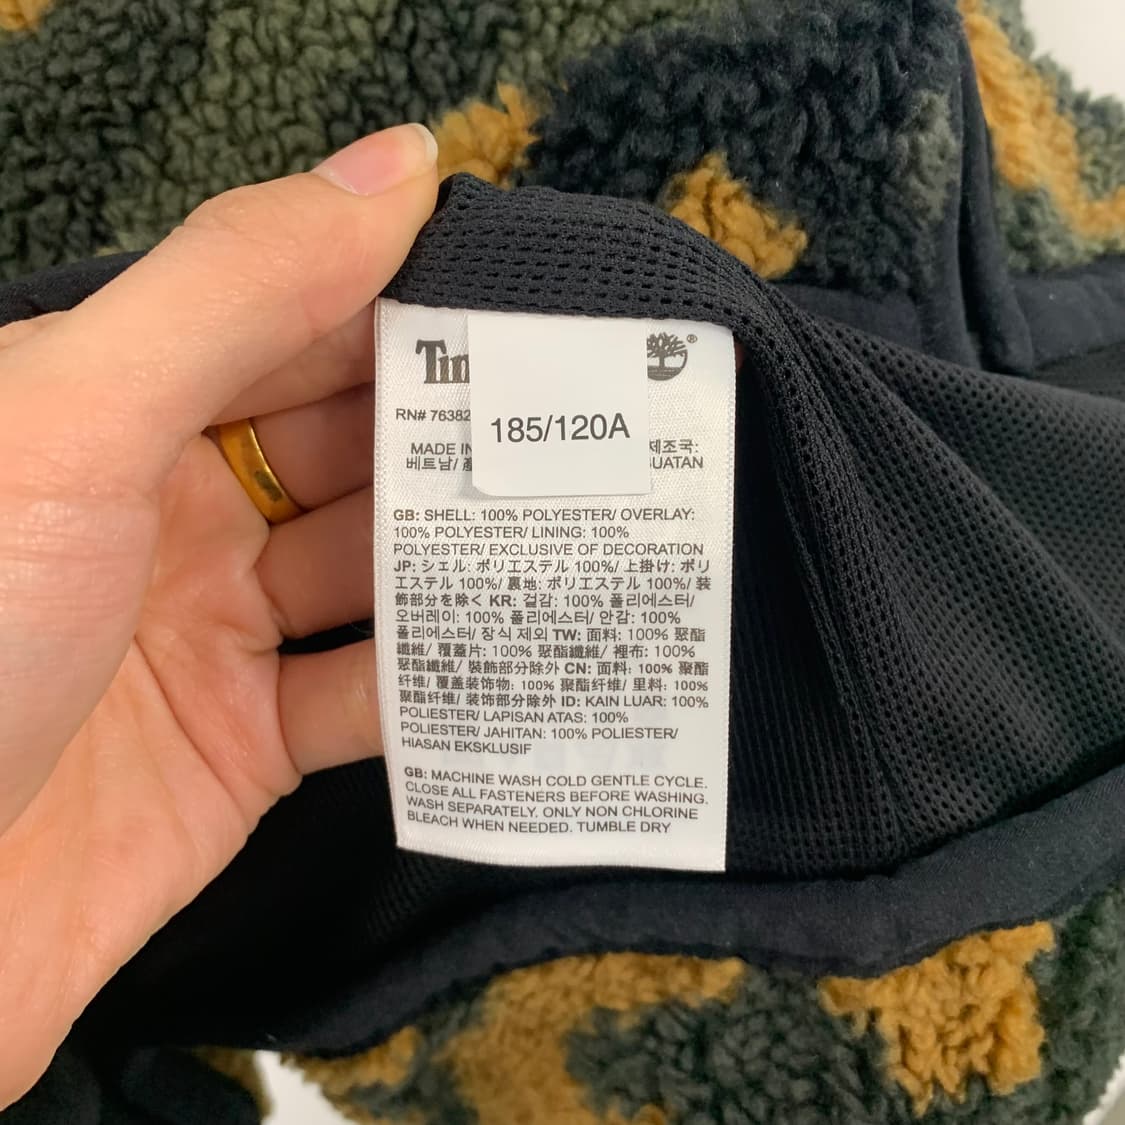 Tim
®
RN# 76382
185/120A
MADE IN 제조국:
베트남/ 產 BUATAN
GB: SHELL: 100% POLYESTER/ OVERLAY:
100% POLYESTER/ LINING: 100%
POLYESTER/ EXCLUSIVE OF DECORATION
JP: シェル: ポリエステル 100%/ 上掛け: ポリ
エステル 100%/ 裏地: ポリエステル 100%/ 装
飾部分を除く KR: 겉감: 100% 폴리에스터/
오버레이: 100% 폴리에스터/ 안감: 100%
폴리에스터/ 장식 제외 TW: 面料: 100% 聚酯
纖維/ 覆蓋片: 100% 聚酯纖維/ 裡布: 100%
聚酯纖維/ 裝飾部分除外 CN: 面料: 100% 聚酯
纤维/ 覆盖装饰物: 100% 聚酯纤维/ 里料: 100%
聚酯纤维/ 装饰部分除外 ID: KAIN LUAR: 100%
POLIESTER/ LAPISAN ATAS: 100%
POLIESTER/ JAHITAN: 100% POLIESTER/
HIASAN EKSKLUSIF
GB: MACHINE WASH COLD GENTLE CYCLE.
CLOSE ALL FASTENERS BEFORE WASHING.
WASH SEPARATELY. ONLY NON CHLORINE
BLEACH WHEN NEEDED. TUMBLE DRY